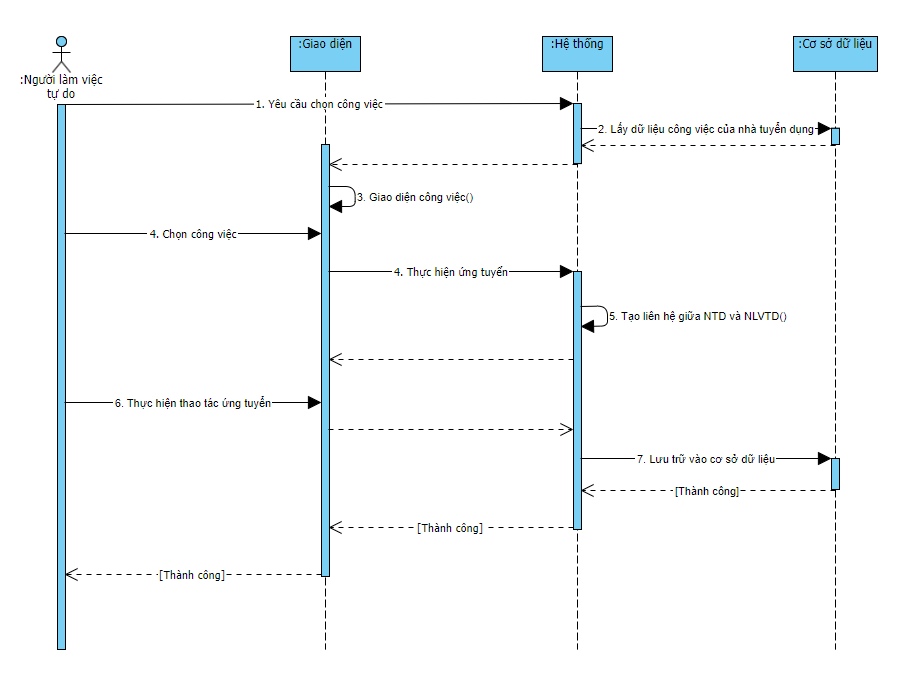 :Người làm việc
tự do
:Giao diện
:Hệ thống
:Cơ sở dữ liệu
1. Yêu cầu chọn công việc
2. Lấy dữ liệu công việc của nhà tuyển dụng
3. Giao diện công việc()
4. Chọn công việc
4. Thực hiện ứng tuyển
5. Tạo liên hệ giữa NTD và NLVTD()
6. Thực hiện thao tác ứng tuyển
7. Lưu trữ vào cơ sở dữ liệu
[Thành công]
[Thành công]
[Thành công]